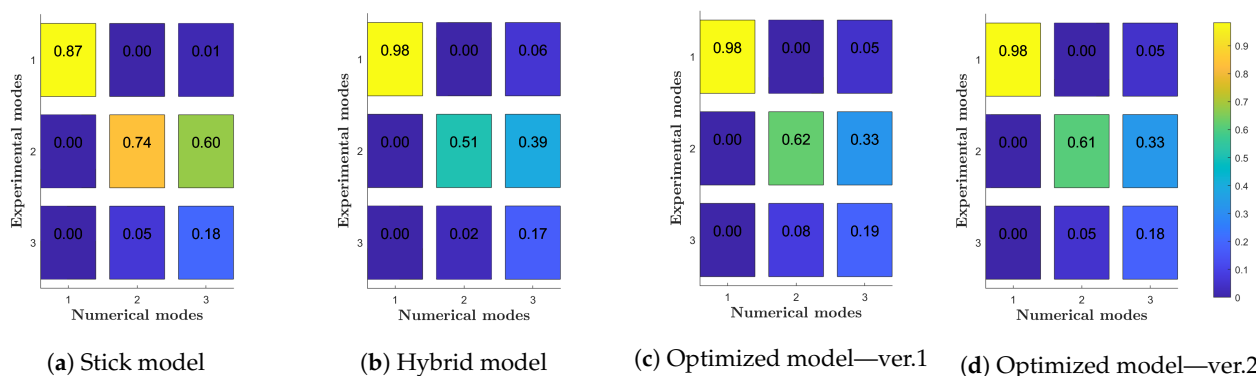 Experimental modes
1
2
3
0.87 0.00 0.01
0.00 0.74 0.60
0.00 0.05 0.18
1 2 3
Numerical modes
(a) Stick model
Experimental modes
1
2
3
0.98 0.00 0.06
0.00 0.51 0.39
0.00 0.02 0.17
1 2 3
Numerical modes
(b) Hybrid model
Experimental modes
1
2
3
0.98 0.00 0.05
0.00 0.62 0.33
0.00 0.08 0.19
1 2 3
Numerical modes
(c) Optimized model—ver.1
Experimental modes
1
2
3
0.98 0.00 0.05
0.00 0.61 0.33
0.00 0.05 0.18
1 2 3
Numerical modes
(d) Optimized model—ver.2
0.9
0.8
0.7
0.6
0.5
0.4
0.3
0.2
0.1
0